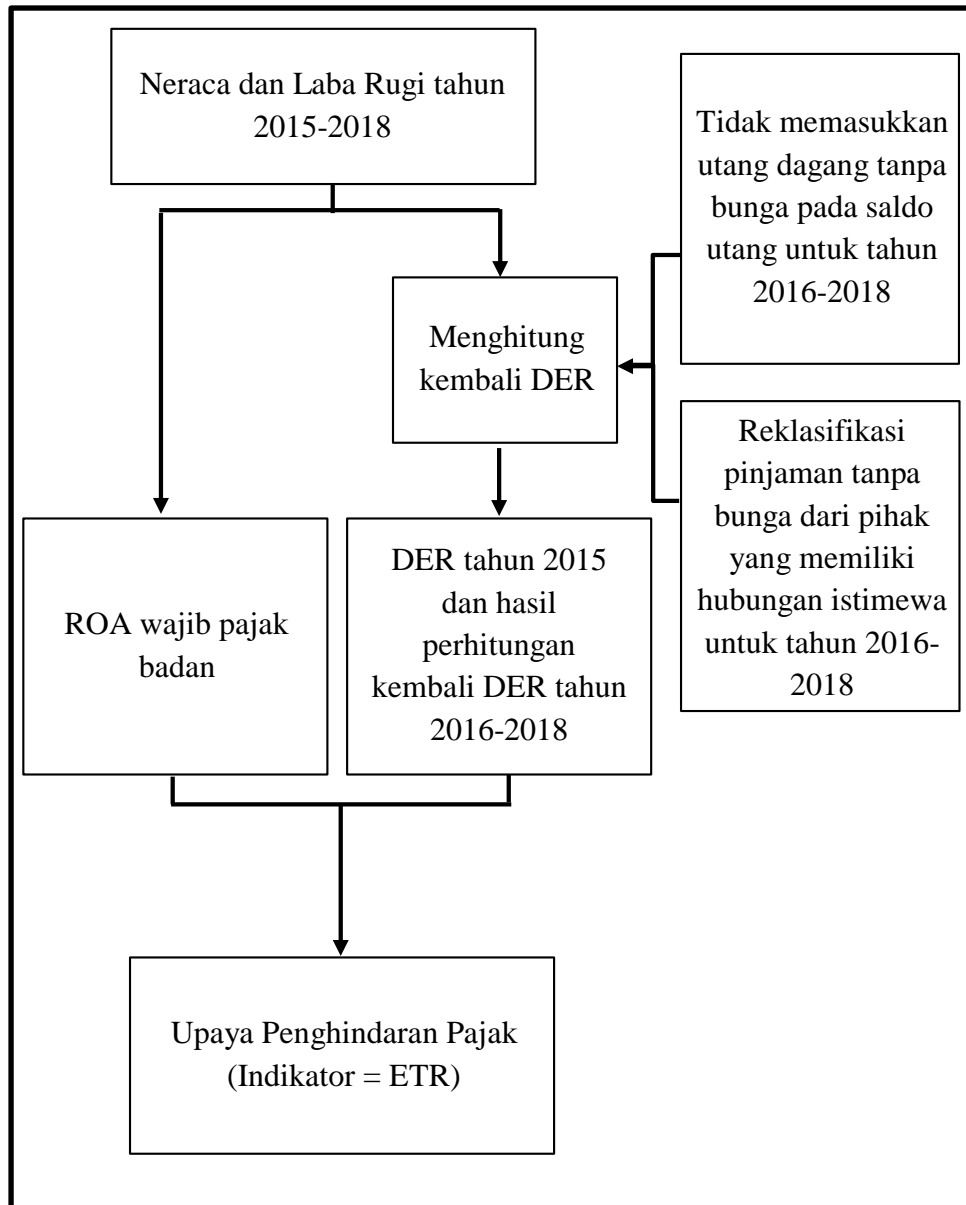 Neraca dan Laba Rugi tahun
2015-2018
Tidak memasukkan
utang dagang tanpa
bunga pada saldo
utang untuk tahun
2016-2018
Menghitung
kembali DER
Reklasifikasi
pinjaman tanpa
bunga dari pihak
yang memiliki
hubungan istimewa
untuk tahun 2016-
2018
ROA wajib pajak
badan
DER tahun 2015
dan hasil
perhitungan
kembali DER tahun
2016-2018
Upaya Penghindaran Pajak
(Indikator = ETR)